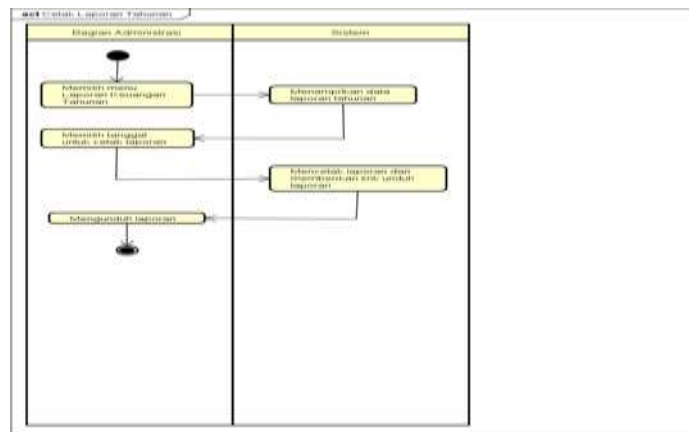 act Cetak Laporan Tahunan
Bagian Administrasi
Sistem
Memilih menu
Laporan Keuangan
Tahunan
Menampilkan data
laporan tahunan
Memilih tanggal
untuk cetak laporan
Mencetak laporan dan
memberikan link unduh
laporan
Mengunduh laporan